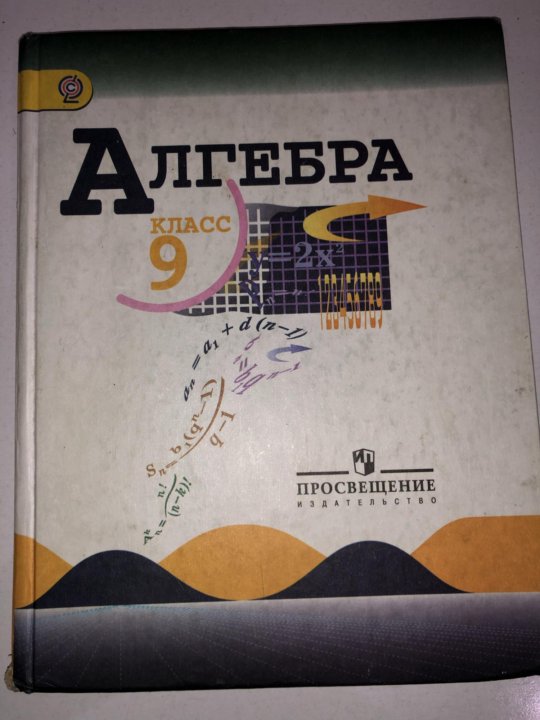 АЛГЕБРА
КЛАСС
9
y=2x²
123456789
aₙ = a₁ + d(n−1)
Sₙ = b₁(qⁿ−1)
q−1
n!
(n−k)!
ПРОСВЕЩЕНИЕ
ИЗДАТЕЛЬСТВО